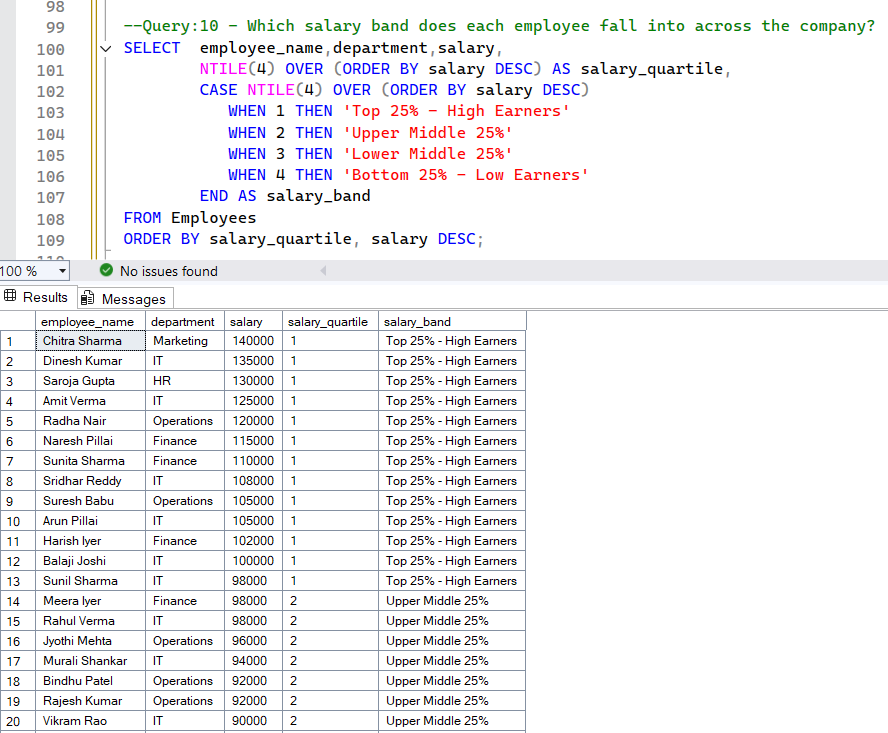 98
99 --Query:10 - Which salary band does each employee fall into across the company?
100 SELECT employee_name,department,salary,
101 NTILE(4) OVER (ORDER BY salary DESC) AS salary_quartile,
102 CASE NTILE(4) OVER (ORDER BY salary DESC)
103 WHEN 1 THEN 'Top 25% - High Earners'
104 WHEN 2 THEN 'Upper Middle 25%'
105 WHEN 3 THEN 'Lower Middle 25%'
106 WHEN 4 THEN 'Bottom 25% - Low Earners'
107 END AS salary_band
108 FROM Employees
109 ORDER BY salary_quartile, salary DESC;
110
100 % No issues found
Results Messages
employee_name department salary salary_quartile salary_band
1 Chitra Sharma Marketing 140000 1 Top 25% - High Earners
2 Dinesh Kumar IT 135000 1 Top 25% - High Earners
3 Saroja Gupta HR 130000 1 Top 25% - High Earners
4 Amit Verma IT 125000 1 Top 25% - High Earners
5 Radha Nair Operations 120000 1 Top 25% - High Earners
6 Naresh Pillai Finance 115000 1 Top 25% - High Earners
7 Sunita Sharma Finance 110000 1 Top 25% - High Earners
8 Sridhar Reddy IT 108000 1 Top 25% - High Earners
9 Suresh Babu Operations 105000 1 Top 25% - High Earners
10 Arun Pillai IT 105000 1 Top 25% - High Earners
11 Harish Iyer Finance 102000 1 Top 25% - High Earners
12 Balaji Joshi IT 100000 1 Top 25% - High Earners
13 Sunil Sharma IT 98000 1 Top 25% - High Earners
14 Meera Iyer Finance 98000 2 Upper Middle 25%
15 Rahul Verma IT 98000 2 Upper Middle 25%
16 Jyothi Mehta Operations 96000 2 Upper Middle 25%
17 Murali Shankar IT 94000 2 Upper Middle 25%
18 Bindhu Patel Operations 92000 2 Upper Middle 25%
19 Rajesh Kumar Operations 92000 2 Upper Middle 25%
20 Vikram Rao IT 90000 2 Upper Middle 25%